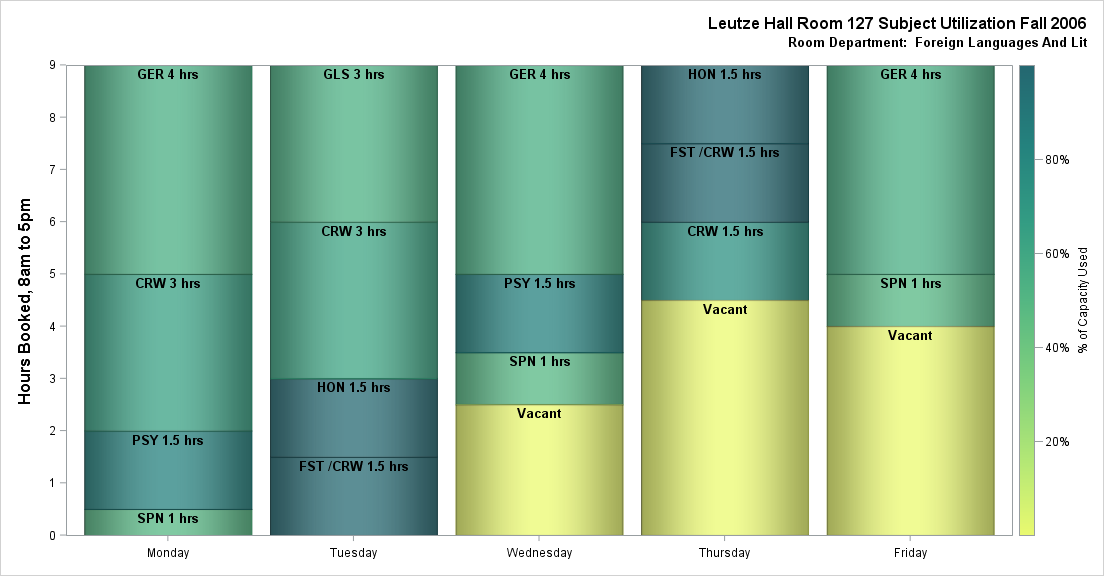 Leutze Hall Room 127 Subject Utilization Fall 2006
Room Department: Foreign Languages And Lit
Hours Booked, 8am to 5pm
9
8
7
6
5
4
3
2
1
0
GER 4 hrs
CRW 3 hrs
PSY 1.5 hrs
SPN 1 hrs
Monday
GLS 3 hrs
CRW 3 hrs
HON 1.5 hrs
FST /CRW 1.5 hrs
Tuesday
GER 4 hrs
PSY 1.5 hrs
SPN 1 hrs
Vacant
Wednesday
HON 1.5 hrs
FST /CRW 1.5 hrs
CRW 1.5 hrs
Vacant
Thursday
GER 4 hrs
SPN 1 hrs
Vacant
Friday
80%
60%
40%
20%
% of Capacity Used